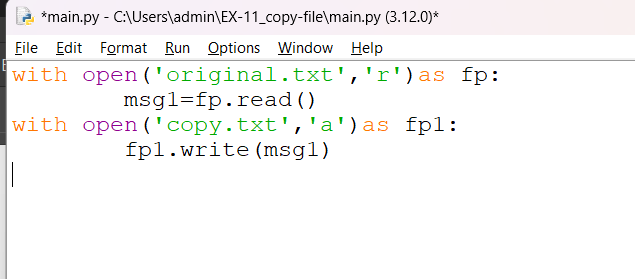 *main.py - C:\Users\admin\EX-11_copy-file\main.py (3.12.0)*
File Edit Format Run Options Window Help
with open('original.txt','r')as fp:
        msg1=fp.read()
with open('copy.txt','a')as fp1:
        fp1.write(msg1)